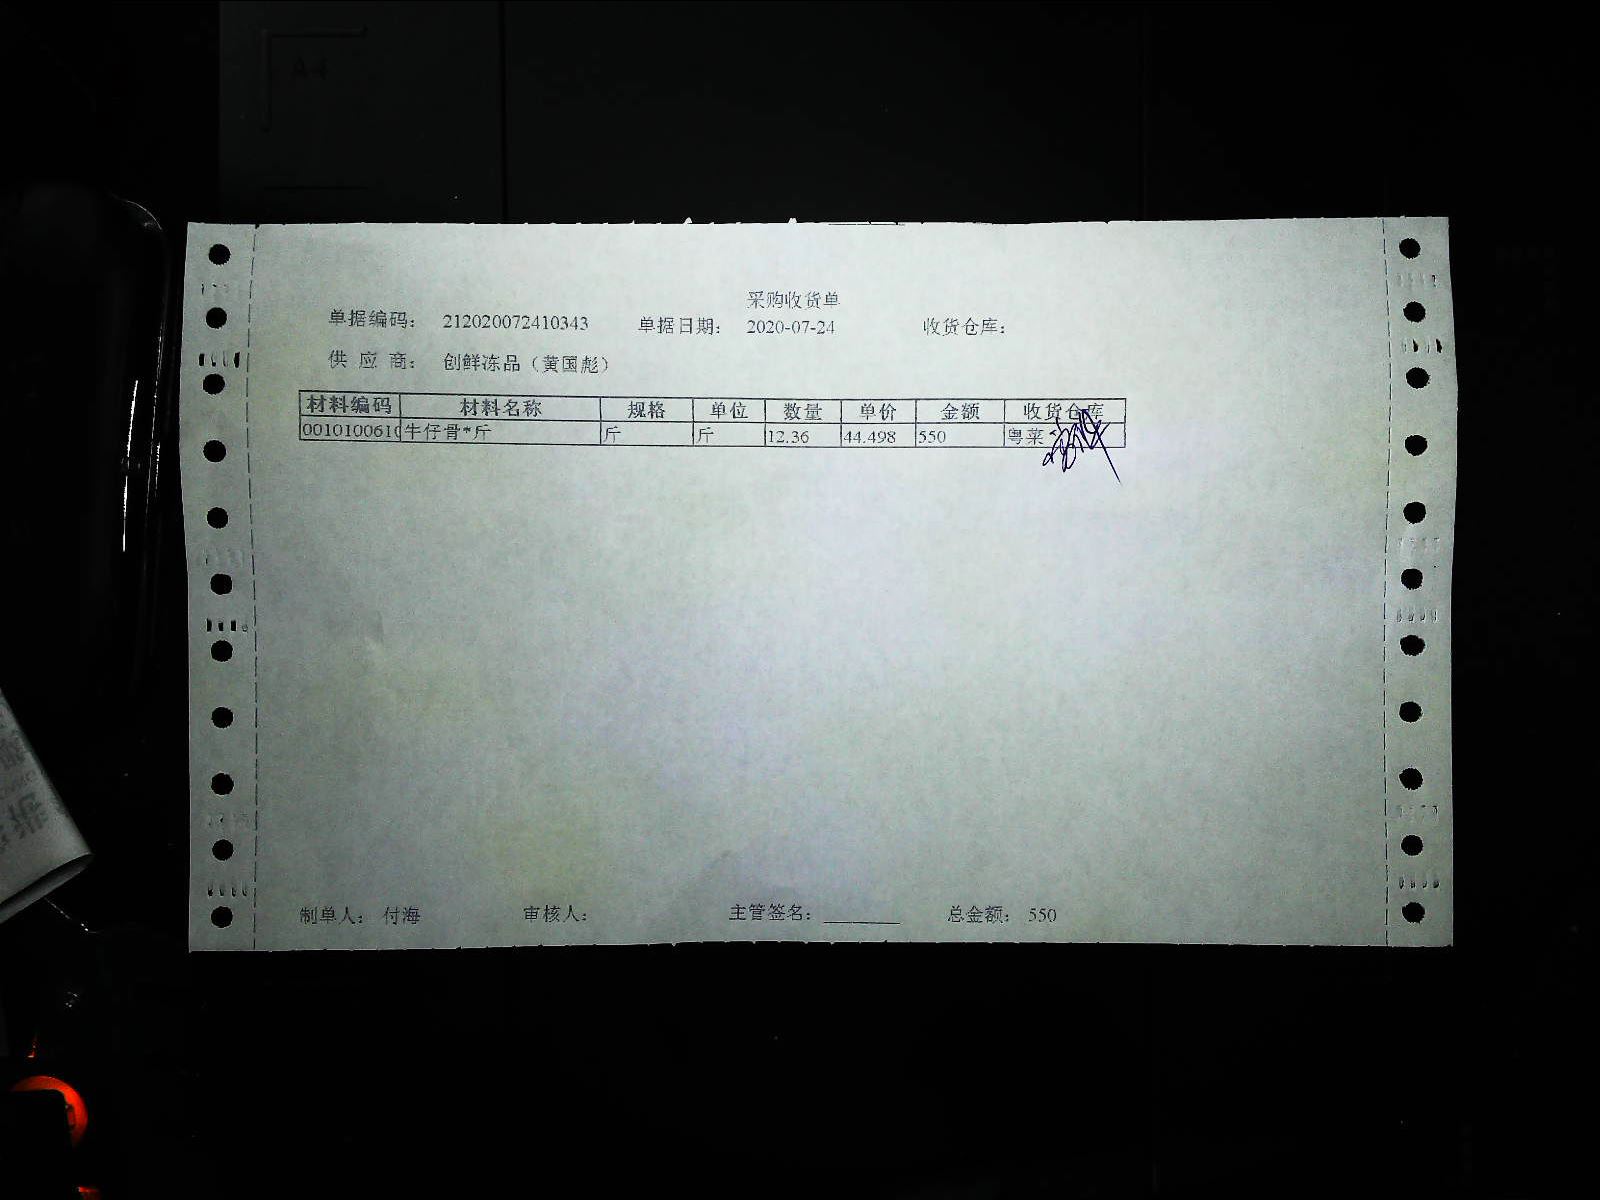 采购收货单
单据编码： 212020072410343 单据日期： 2020-07-24 收货仓库：
供 应 商： 创鲜冻品（黄国彪）
材料编码 材料名称 规格 单位 数量 单价 金额 收货仓库
0010100610 牛仔骨*斤 斤 斤 12.36 44.498 550 粤菜
制单人： 付海 审核人： 主管签名： ________ 总金额： 550